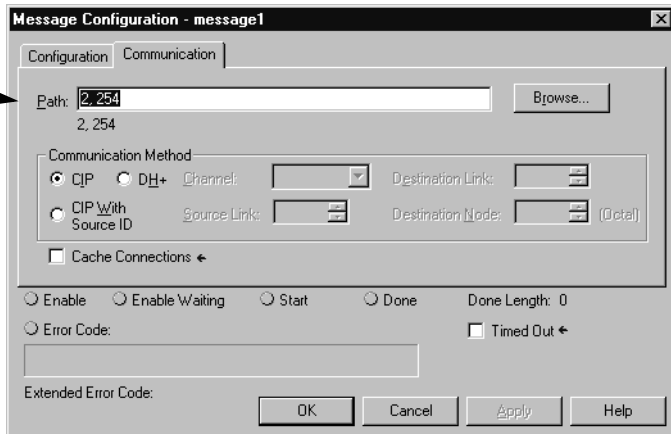 Message Configuration - message1
Configuration Communication
Path: 2, 254 Browse...
2, 254
Communication Method
CIP DH+ Channel: Destination Link:
CIP With Source ID Source Link: Destination Node: (Octal)
Cache Connections ←
Enable Enable Waiting Start Done Done Length: 0
Error Code: Timed Out ←
Extended Error Code:
OK Cancel Apply Help